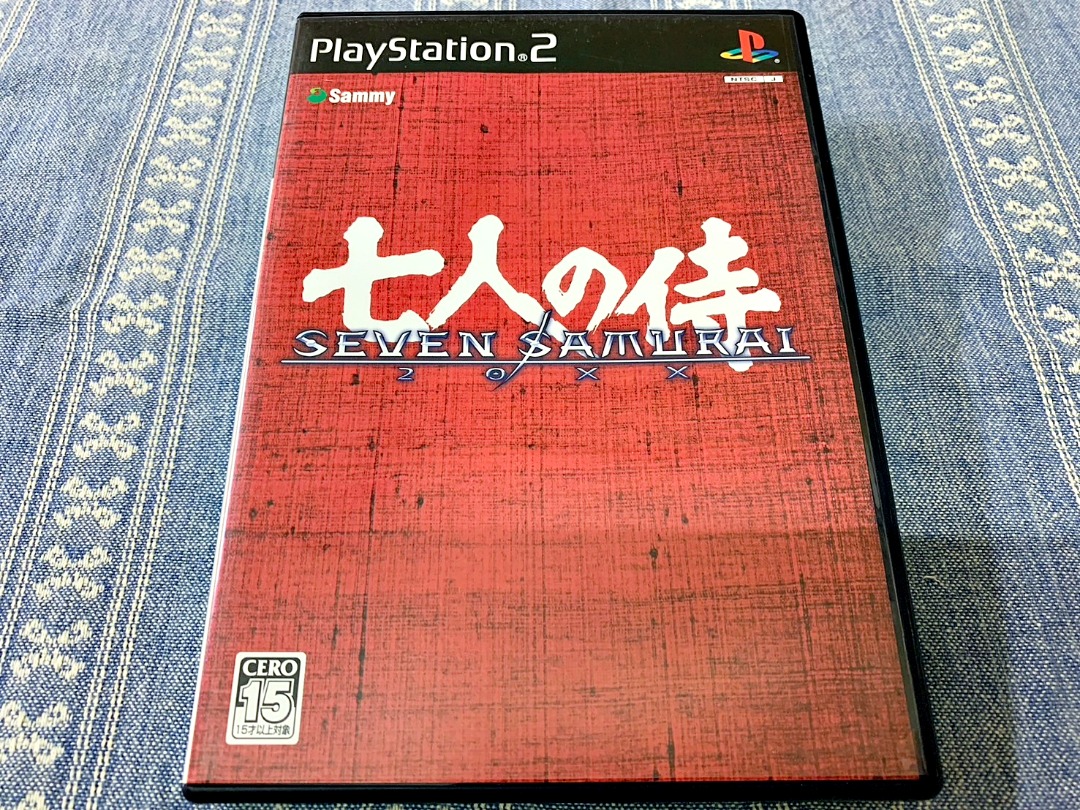 PlayStation®2
NTSC J
Sammy
七人の侍
SEVEN SAMURAI
20XX
CERO
15
15才以上対象